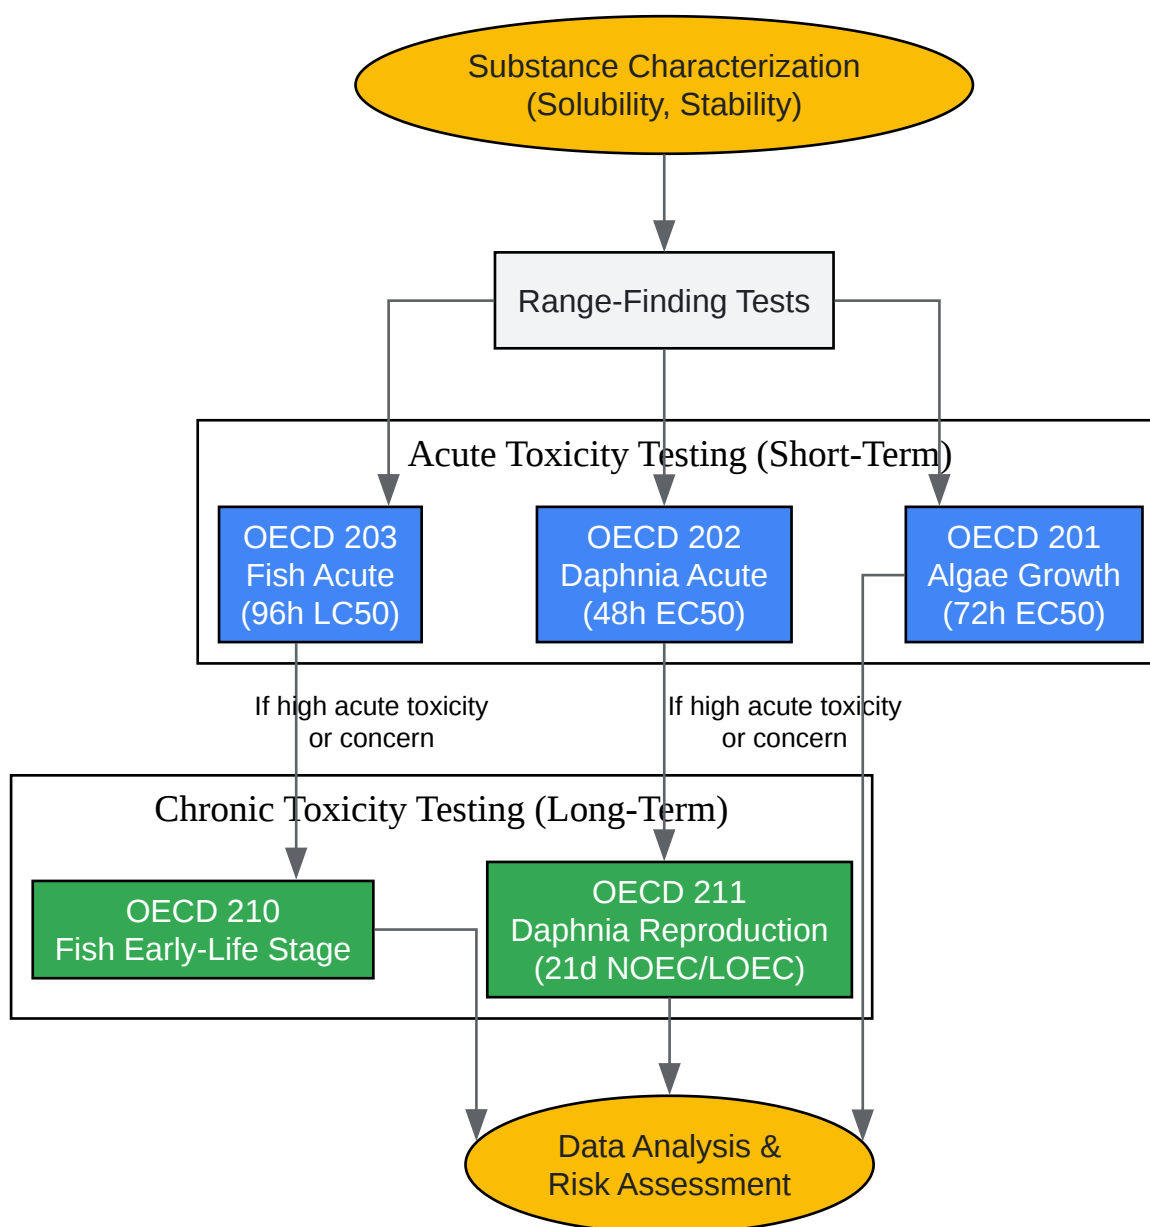 Substance Characterization
(Solubility, Stability)
Range-Finding Tests
Acute Toxicity Testing (Short-Term)
OECD 203
Fish Acute
(96h LC50)
OECD 202
Daphnia Acute
(48h EC50)
OECD 201
Algae Growth
(72h EC50)
If high acute toxicity
or concern
If high acute toxicity
or concern
Chronic Toxicity Testing (Long-Term)
OECD 210
Fish Early-Life Stage
OECD 211
Daphnia Reproduction
(21d NOEC/LOEC)
Data Analysis &
Risk Assessment